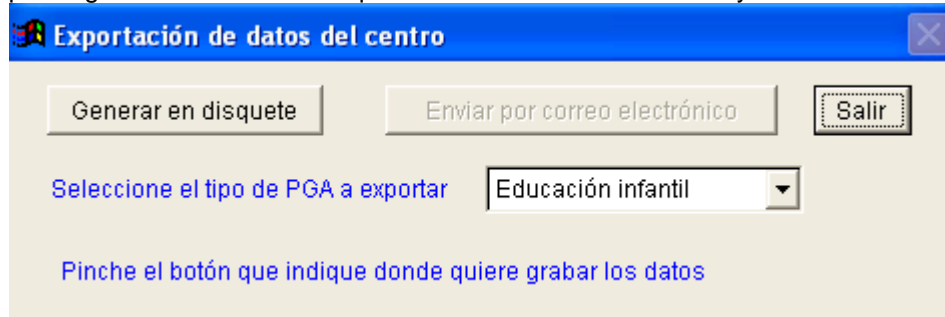 Exportación de datos del centro
Generar en disquete Enviar por correo electrónico Salir
Seleccione el tipo de PGA a exportar Educación infantil
Pinche el botón que indique donde quiere grabar los datos